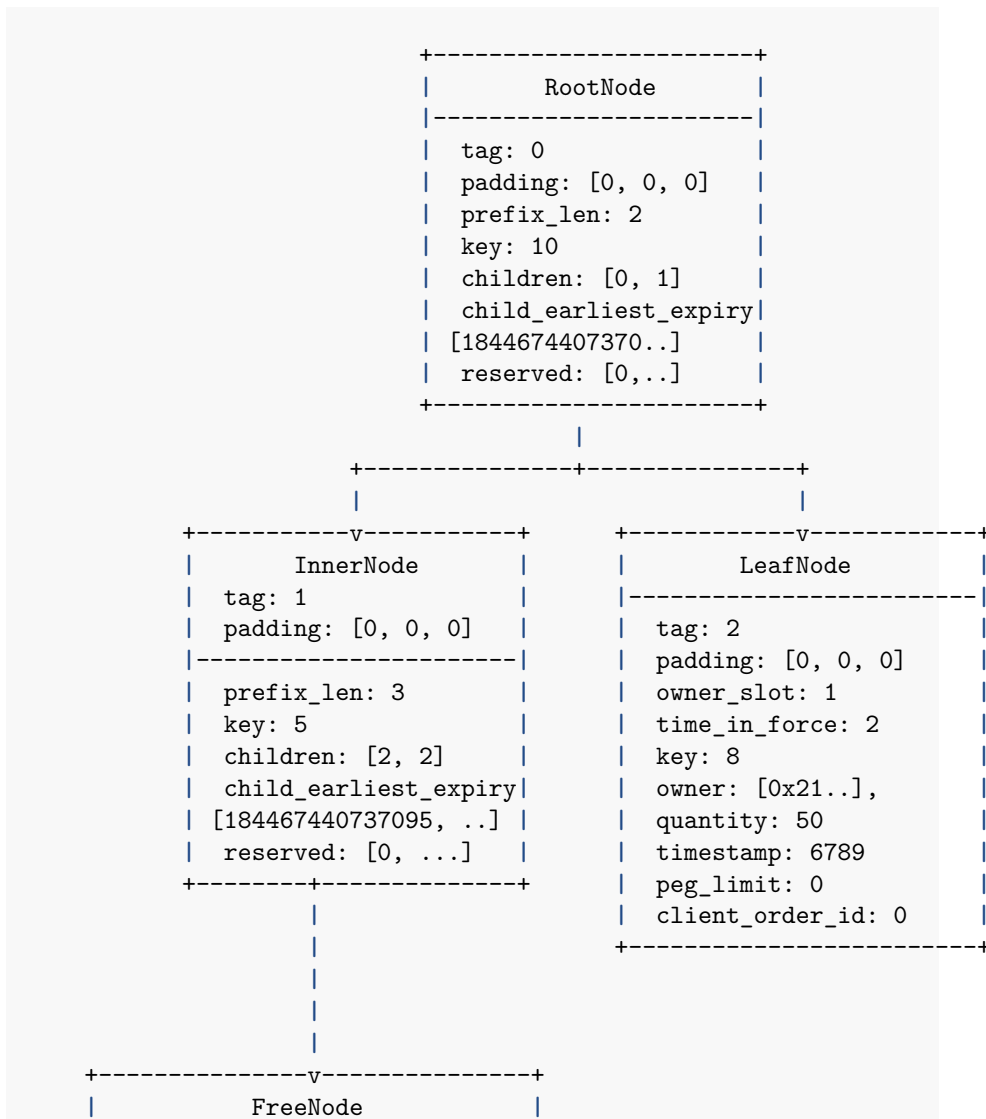 +-----------------------+
|        RootNode       |
|-----------------------|
|  tag: 0               |
|  padding: [0, 0, 0]   |
|  prefix_len: 2        |
|  key: 10              |
|  children: [0, 1]     |
|  child_earliest_expiry|
| [1844674407370..]     |
|  reserved: [0,..]     |
+-----------------------+
|
+---------------+---------------+
|                               |
+-----------v-----------+      +------------v------------+
|       InnerNode       |      |        LeafNode         |
|  tag: 1               |      |-------------------------|
|  padding: [0, 0, 0]   |      |  tag: 2                 |
|-----------------------|      |  padding: [0, 0, 0]     |
|  prefix_len: 3        |      |  owner_slot: 1          |
|  key: 5               |      |  time_in_force: 2       |
|  children: [2, 2]     |      |  key: 8                 |
|  child_earliest_expiry|      |  owner: [0x21..],       |
| [184467440737095, ..] |      |  quantity: 50           |
|  reserved: [0, ...]   |      |  timestamp: 6789        |
+--------+--------------+      |  peg_limit: 0           |
|                      |  client_order_id: 0     |
|                      +-------------------------+
|
|
|
+---------------v---------------+
|           FreeNode            |